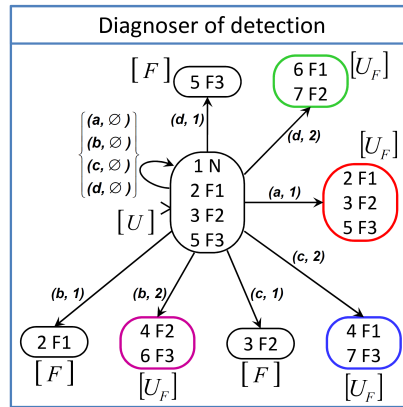 Diagnoser of detection
[F]
5 F3
6 F1
7 F2
[U_F]
(d, 1)
(d, 2)
(a, ∅)
(b, ∅)
(c, ∅)
(d, ∅)
1 N
2 F1
3 F2
5 F3
[U]
(a, 1)
[U_F]
2 F1
3 F2
5 F3
(b, 1)
(b, 2)
(c, 1)
(c, 2)
2 F1
[F]
4 F2
6 F3
[U_F]
3 F2
[F]
4 F1
7 F3
[U_F]